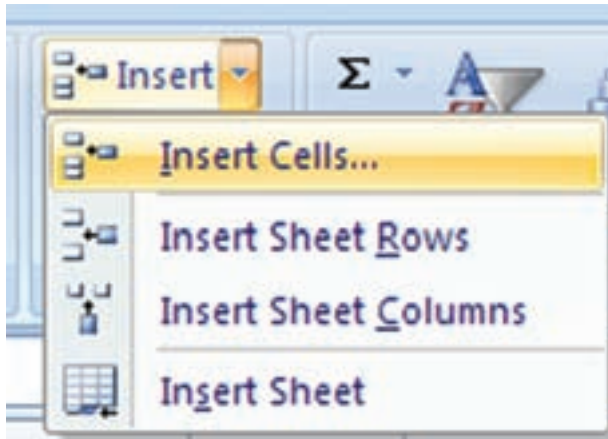 Insert
Σ
Insert Cells...
Insert Sheet Rows
Insert Sheet Columns
Insert Sheet